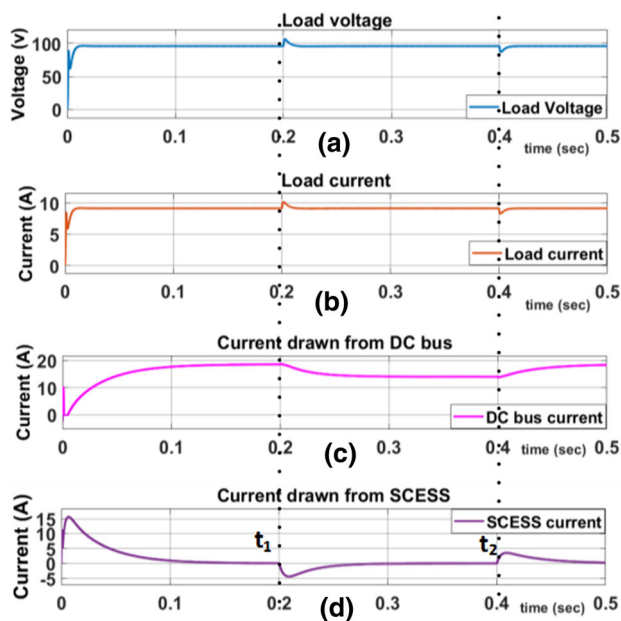 Load voltage
Voltage (v)
100
50
0
Load Voltage
0 0.1 0.2 0.3 0.4 0.5
(a)
time (sec)
Load current
Current (A)
10
5
0
Load current
0 0.1 0.2 0.3 0.4 0.5
(b)
time (sec)
Current drawn from DC bus
Current (A)
20
10
0
DC bus current
0 0.1 0.2 0.3 0.4 0.5
(c)
time (sec)
Current drawn from SCESS
Current (A)
15
10
5
0
-5
SCESS current
t1
t2
0 0.1 0.2 0.3 0.4 0.5
(d)
time (sec)